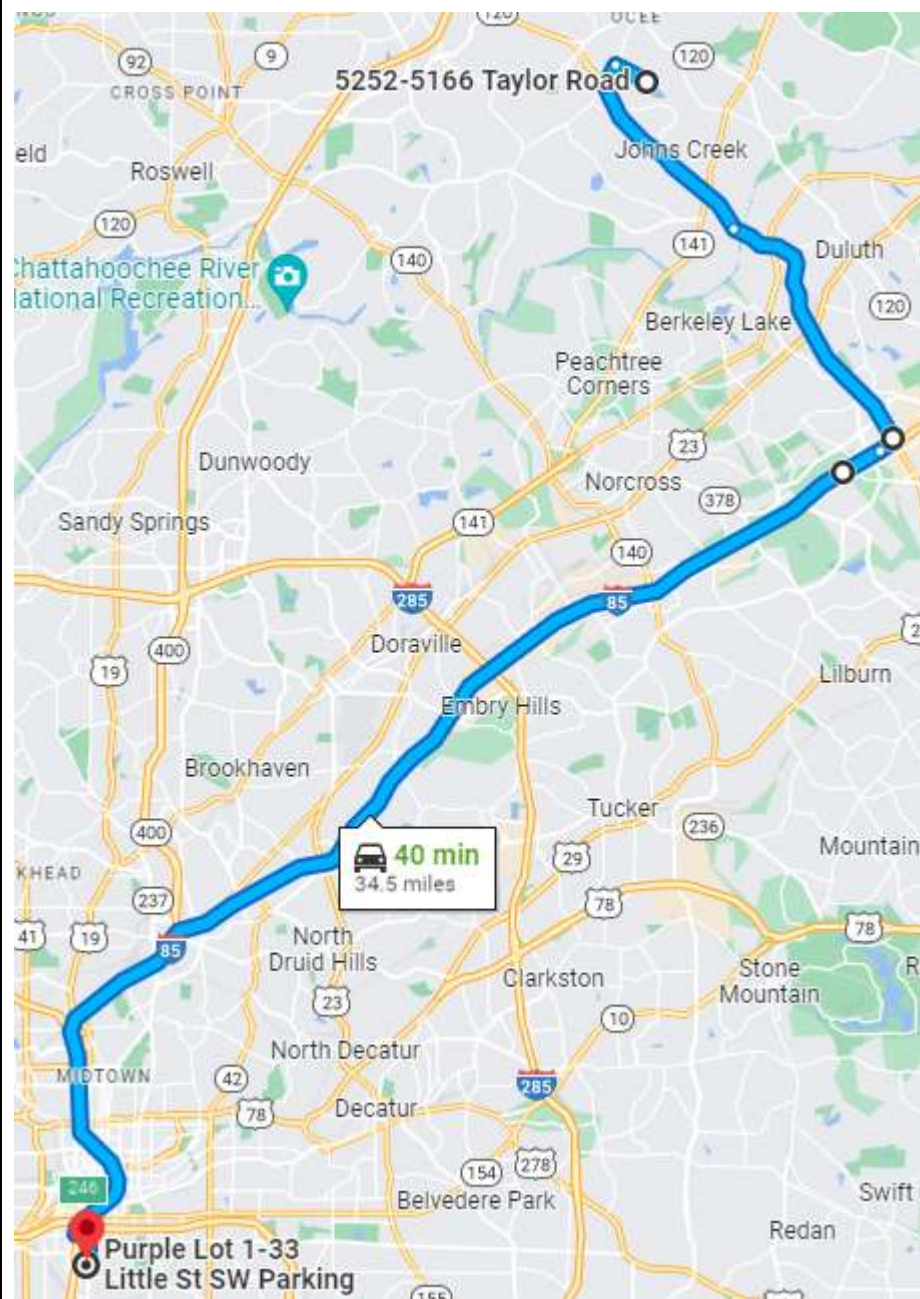 120
OCEE
92
9
CROSS POINT
5252-5166 Taylor Road
120
eld
Roswell
Johns Creek
120
141
140
Duluth
Chattahoochee River
National Recreation...
120
Berkeley Lake
Peachtree
Corners
23
Dunwoody
Norcross
378
Sandy Springs
141
140
285
85
400
Doraville
19
Lilburn
Embry Hills
Brookhaven
Tucker
236
400
40 min
34.5 miles
29
Mountain
KHEAD
237
78
41
19
85
North
Druid Hills
78
Clarkston
Stone
Mountain
R
23
10
North Decatur
MIDTOWN
42
285
78
Decatur
154
278
246
Belvedere Park
Swift
Redan
Purple Lot 1-33
Little St SW Parking
155